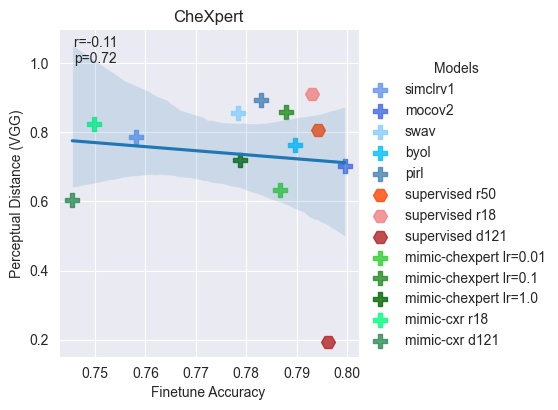 CheXpert
r=-0.11
p=0.72
1.0
0.8
0.6
0.4
0.2
Perceptual Distance (VGG)
0.75 0.76 0.77 0.78 0.79 0.80
Finetune Accuracy
Models
simclrv1
mocov2
swav
byol
pirl
supervised r50
supervised r18
supervised d121
mimic-chexpert lr=0.01
mimic-chexpert lr=0.1
mimic-chexpert lr=1.0
mimic-cxr r18
mimic-cxr d121